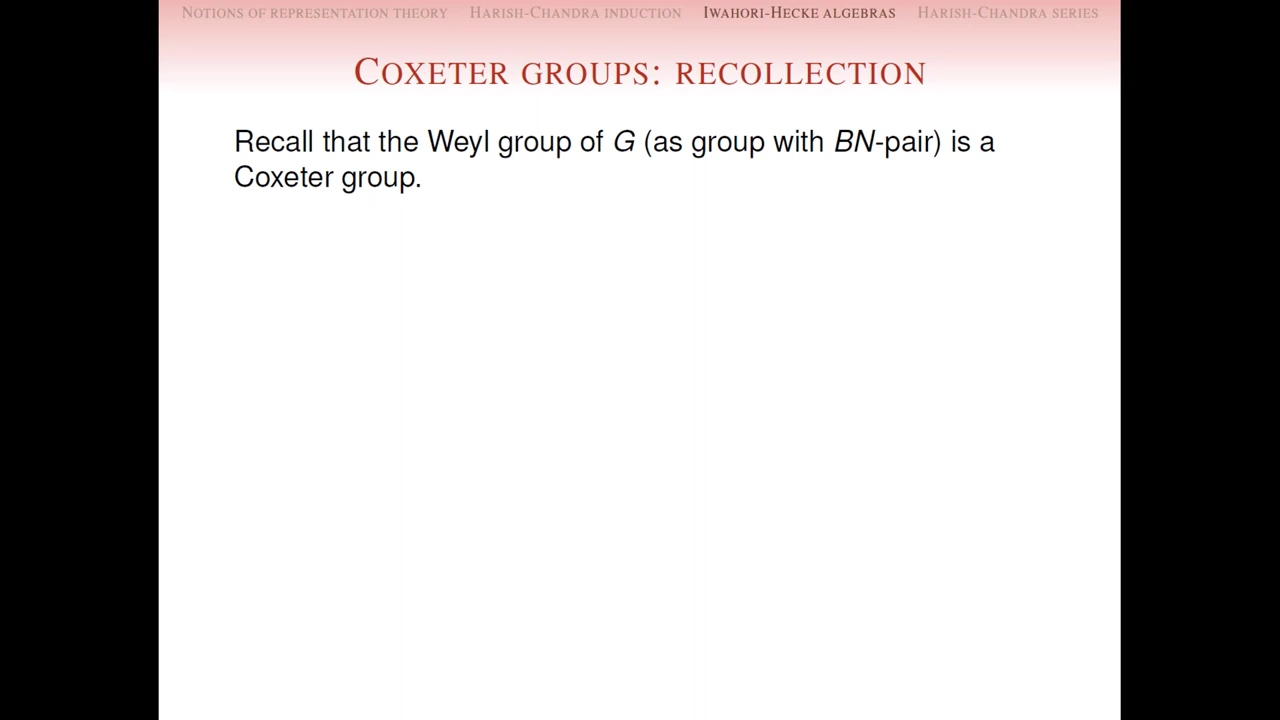 NOTIONS OF REPRESENTATION THEORY HARISH-CHANDRA INDUCTION IWAHORI-HECKE ALGEBRAS HARISH-CHANDRA SERIES
COXETER GROUPS: RECOLLECTION
Recall that the Weyl group of G (as group with BN-pair) is a
Coxeter group.